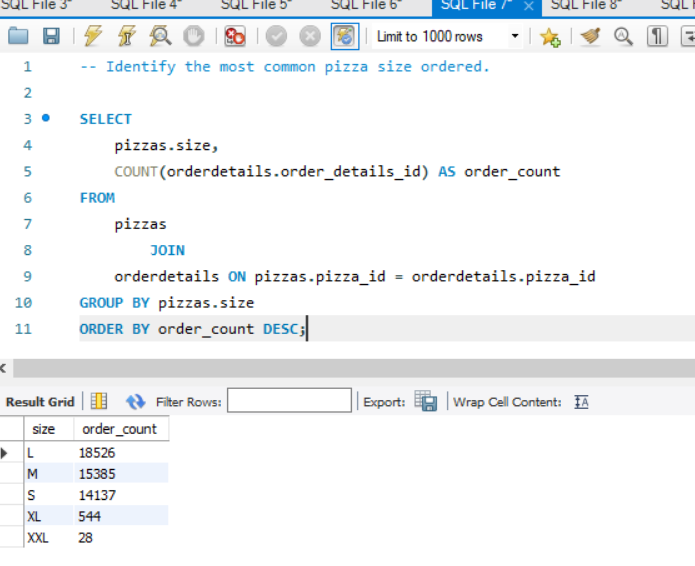 SQL File 3* SQL File 4* SQL File 5* SQL File 6* SQL File 7* SQL File 8* SQL
Limit to 1000 rows
1 -- Identify the most common pizza size ordered.
2
3 SELECT
4 pizzas.size,
5 COUNT(orderdetails.order_details_id) AS order_count
6 FROM
7 pizzas
8 JOIN
9 orderdetails ON pizzas.pizza_id = orderdetails.pizza_id
10 GROUP BY pizzas.size
11 ORDER BY order_count DESC;
Result Grid Filter Rows: Export: Wrap Cell Content:
size order_count
L 18526
M 15385
S 14137
XL 544
XXL 28